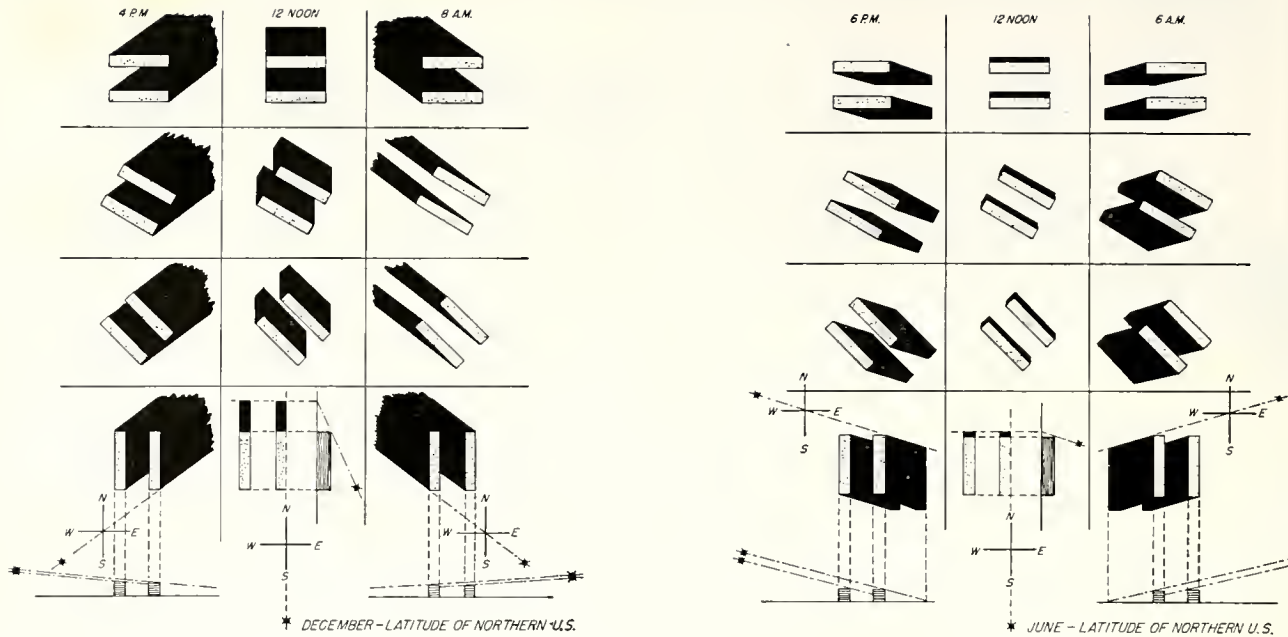 4 P.M.
12 NOON
8 A.M.
N
W
E
S
N
W
E
S
N
W
E
S
DECEMBER - LATITUDE OF NORTHERN U.S.
6 P.M.
12 NOON
6 A.M.
N
W
E
S
N
W
E
S
N
W
E
S
JUNE - LATITUDE OF NORTHERN U.S.